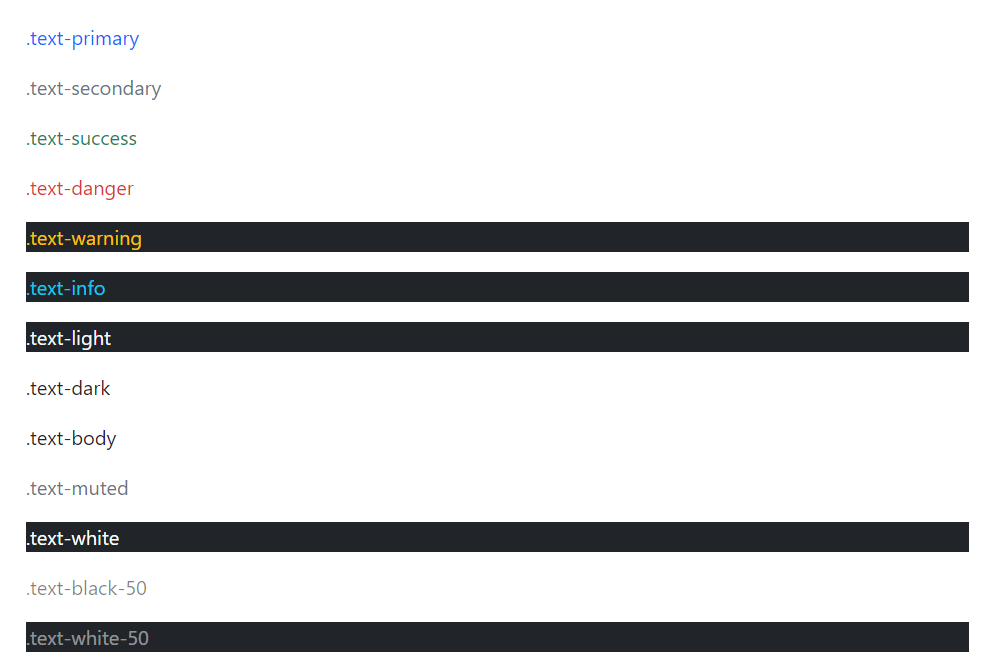 .text-primary
.text-secondary
.text-success
.text-danger
.text-warning
.text-info
.text-light
.text-dark
.text-body
.text-muted
.text-white
.text-black-50
.text-white-50